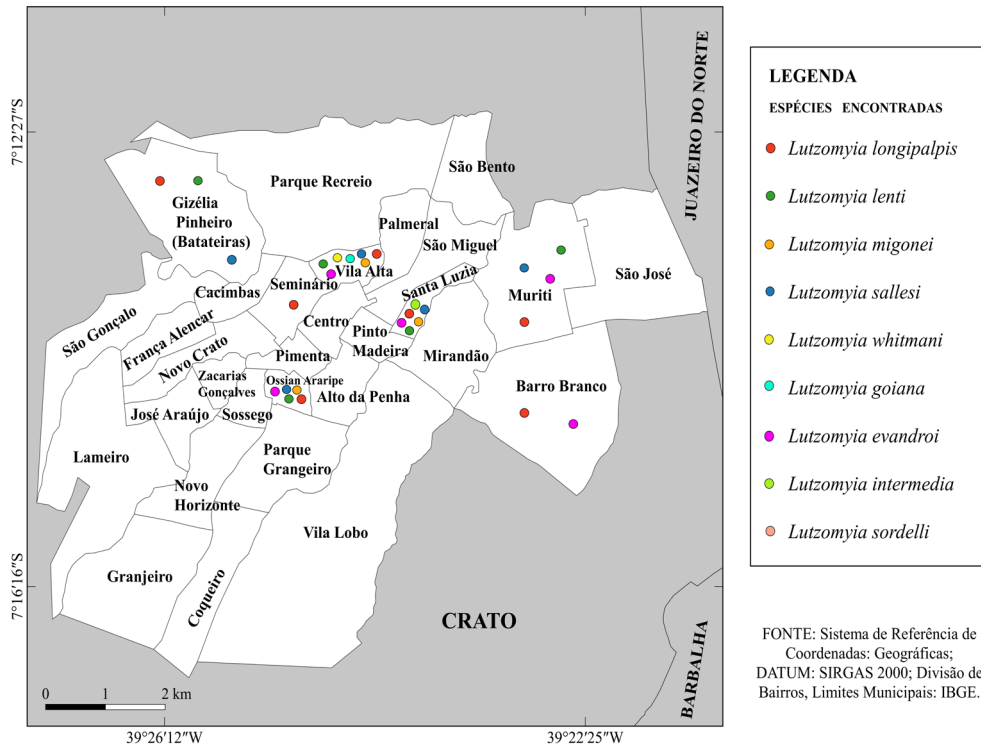 7°12'27"S
7°16'16"S
39°26'12"W
39°22'25"W
JUAZEIRO DO NORTE
BARBALHA
CRATO
São Bento
Parque Recreio
Gizélia
Pinheiro
(Batateiras)
Palmeral
São Miguel
São José
Vila Alta
Santa Luzia
Muriti
Seminário
Cacimbas
São Gonçalo
França Alencar
Centro
Pinto
Madeira
Mirandão
Novo Crato
Pimenta
Barro Branco
Zacarias
Gonçalves
Ossian Araripe
Alto da Penha
José Araújo
Sossego
Lameiro
Parque
Grangeiro
Novo
Horizonte
Vila Lobo
Granjeiro
Coqueiro
0 1 2 km
LEGENDA
ESPÉCIES ENCONTRADAS
Lutzomyia longipalpis
Lutzomyia lenti
Lutzomyia migonei
Lutzomyia sallesi
Lutzomyia whitmani
Lutzomyia goiana
Lutzomyia evandroi
Lutzomyia intermedia
Lutzomyia sordelli
FONTE: Sistema de Referência de
Coordenadas: Geográficas;
DATUM: SIRGAS 2000; Divisão de
Bairros, Limites Municipais: IBGE.